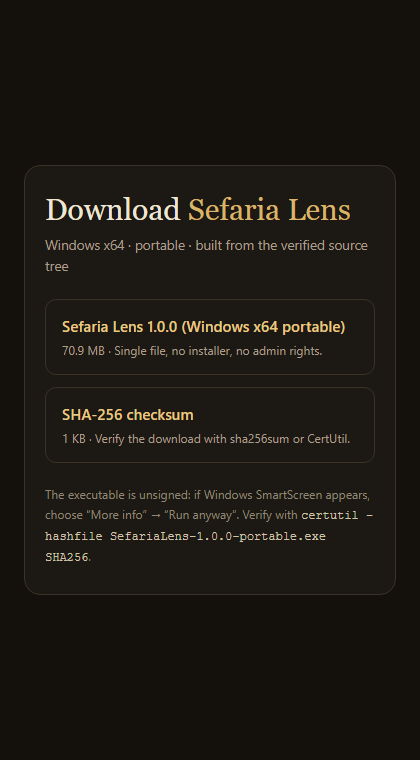 Download Sefaria Lens
Windows x64 · portable · built from the verified source
tree
Sefaria Lens 1.0.0 (Windows x64 portable)
70.9 MB · Single file, no installer, no admin rights.
SHA-256 checksum
1 KB · Verify the download with sha256sum or CertUtil.
The executable is unsigned: if Windows SmartScreen appears,
choose “More info” → “Run anyway”. Verify with certutil -
hashfile SefariaLens-1.0.0-portable.exe
SHA256.